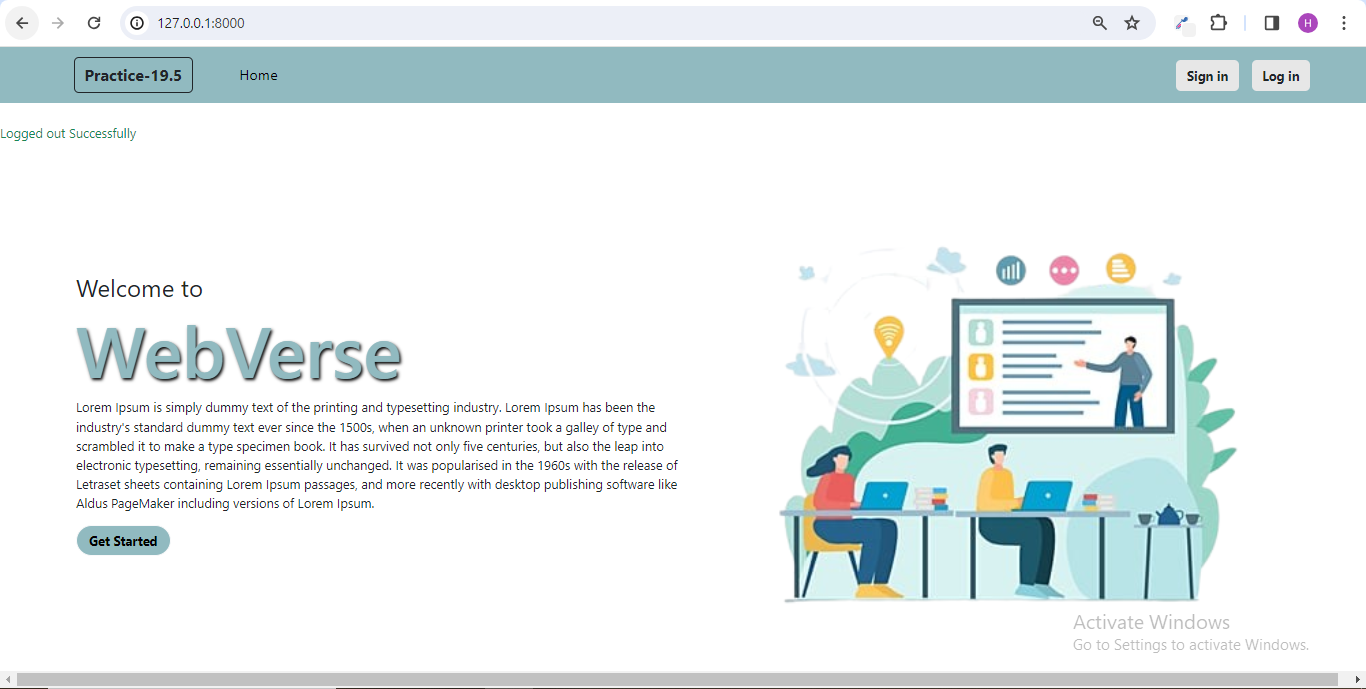 127.0.0.1:8000
H
Practice-19.5 Home Sign in Log in
Logged out Successfully
Welcome to
WebVerse
Lorem Ipsum is simply dummy text of the printing and typesetting industry. Lorem Ipsum has been the
industry's standard dummy text ever since the 1500s, when an unknown printer took a galley of type and
scrambled it to make a type specimen book. It has survived not only five centuries, but also the leap into
electronic typesetting, remaining essentially unchanged. It was popularised in the 1960s with the release of
Letraset sheets containing Lorem Ipsum passages, and more recently with desktop publishing software like
Aldus PageMaker including versions of Lorem Ipsum.
Get Started
Activate Windows
Go to Settings to activate Windows.